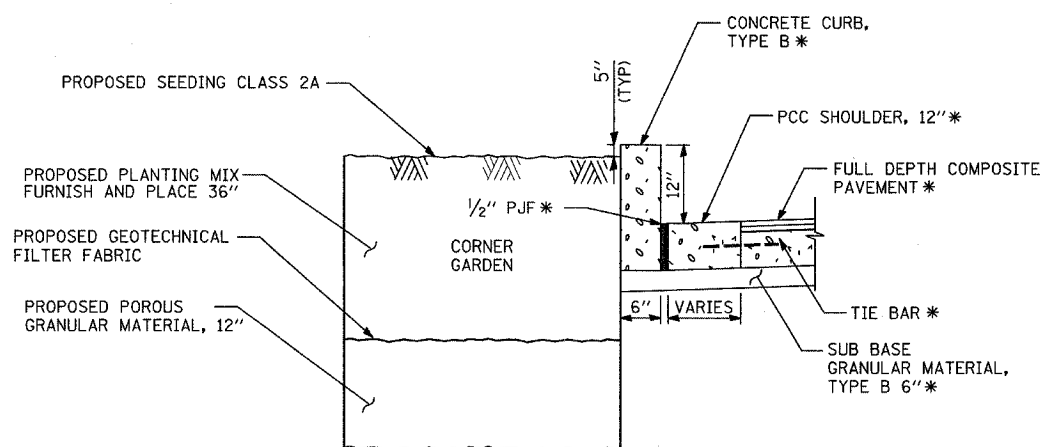 CONCRETE CURB,
TYPE B *
5"
(TYP)
PROPOSED SEEDING CLASS 2A
PCC SHOULDER, 12" *
PROPOSED PLANTING MIX
FURNISH AND PLACE 36"
12"
FULL DEPTH COMPOSITE
PAVEMENT *
1/2" PJF *
PROPOSED GEOTECHNICAL
FILTER FABRIC
CORNER
GARDEN
PROPOSED POROUS
GRANULAR MATERIAL, 12"
6"
VARIES
TIE BAR *
SUB BASE
GRANULAR MATERIAL,
TYPE B 6" *